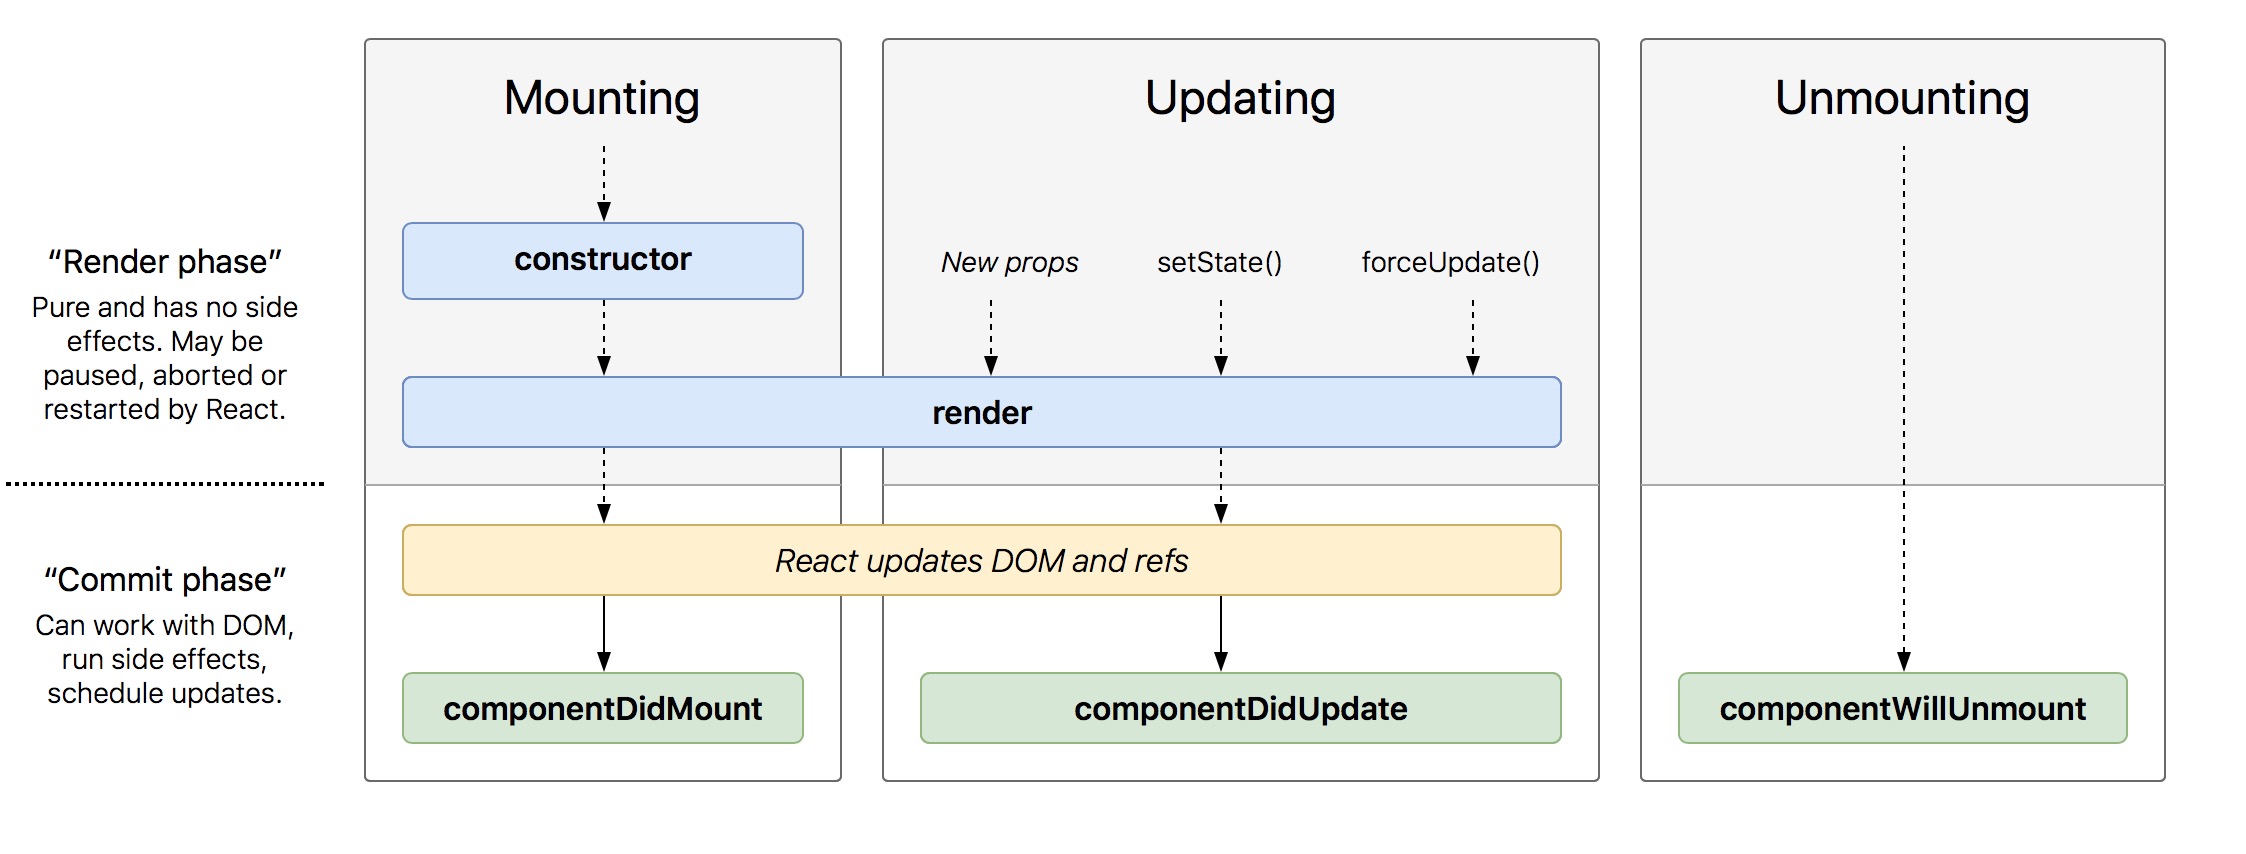 Mounting
Updating
Unmounting
“Render phase”
Pure and has no side
effects. May be
paused, aborted or
restarted by React.
constructor
New props
setState()
forceUpdate()
render
“Commit phase”
Can work with DOM,
run side effects,
schedule updates.
React updates DOM and refs
componentDidMount
componentDidUpdate
componentWillUnmount